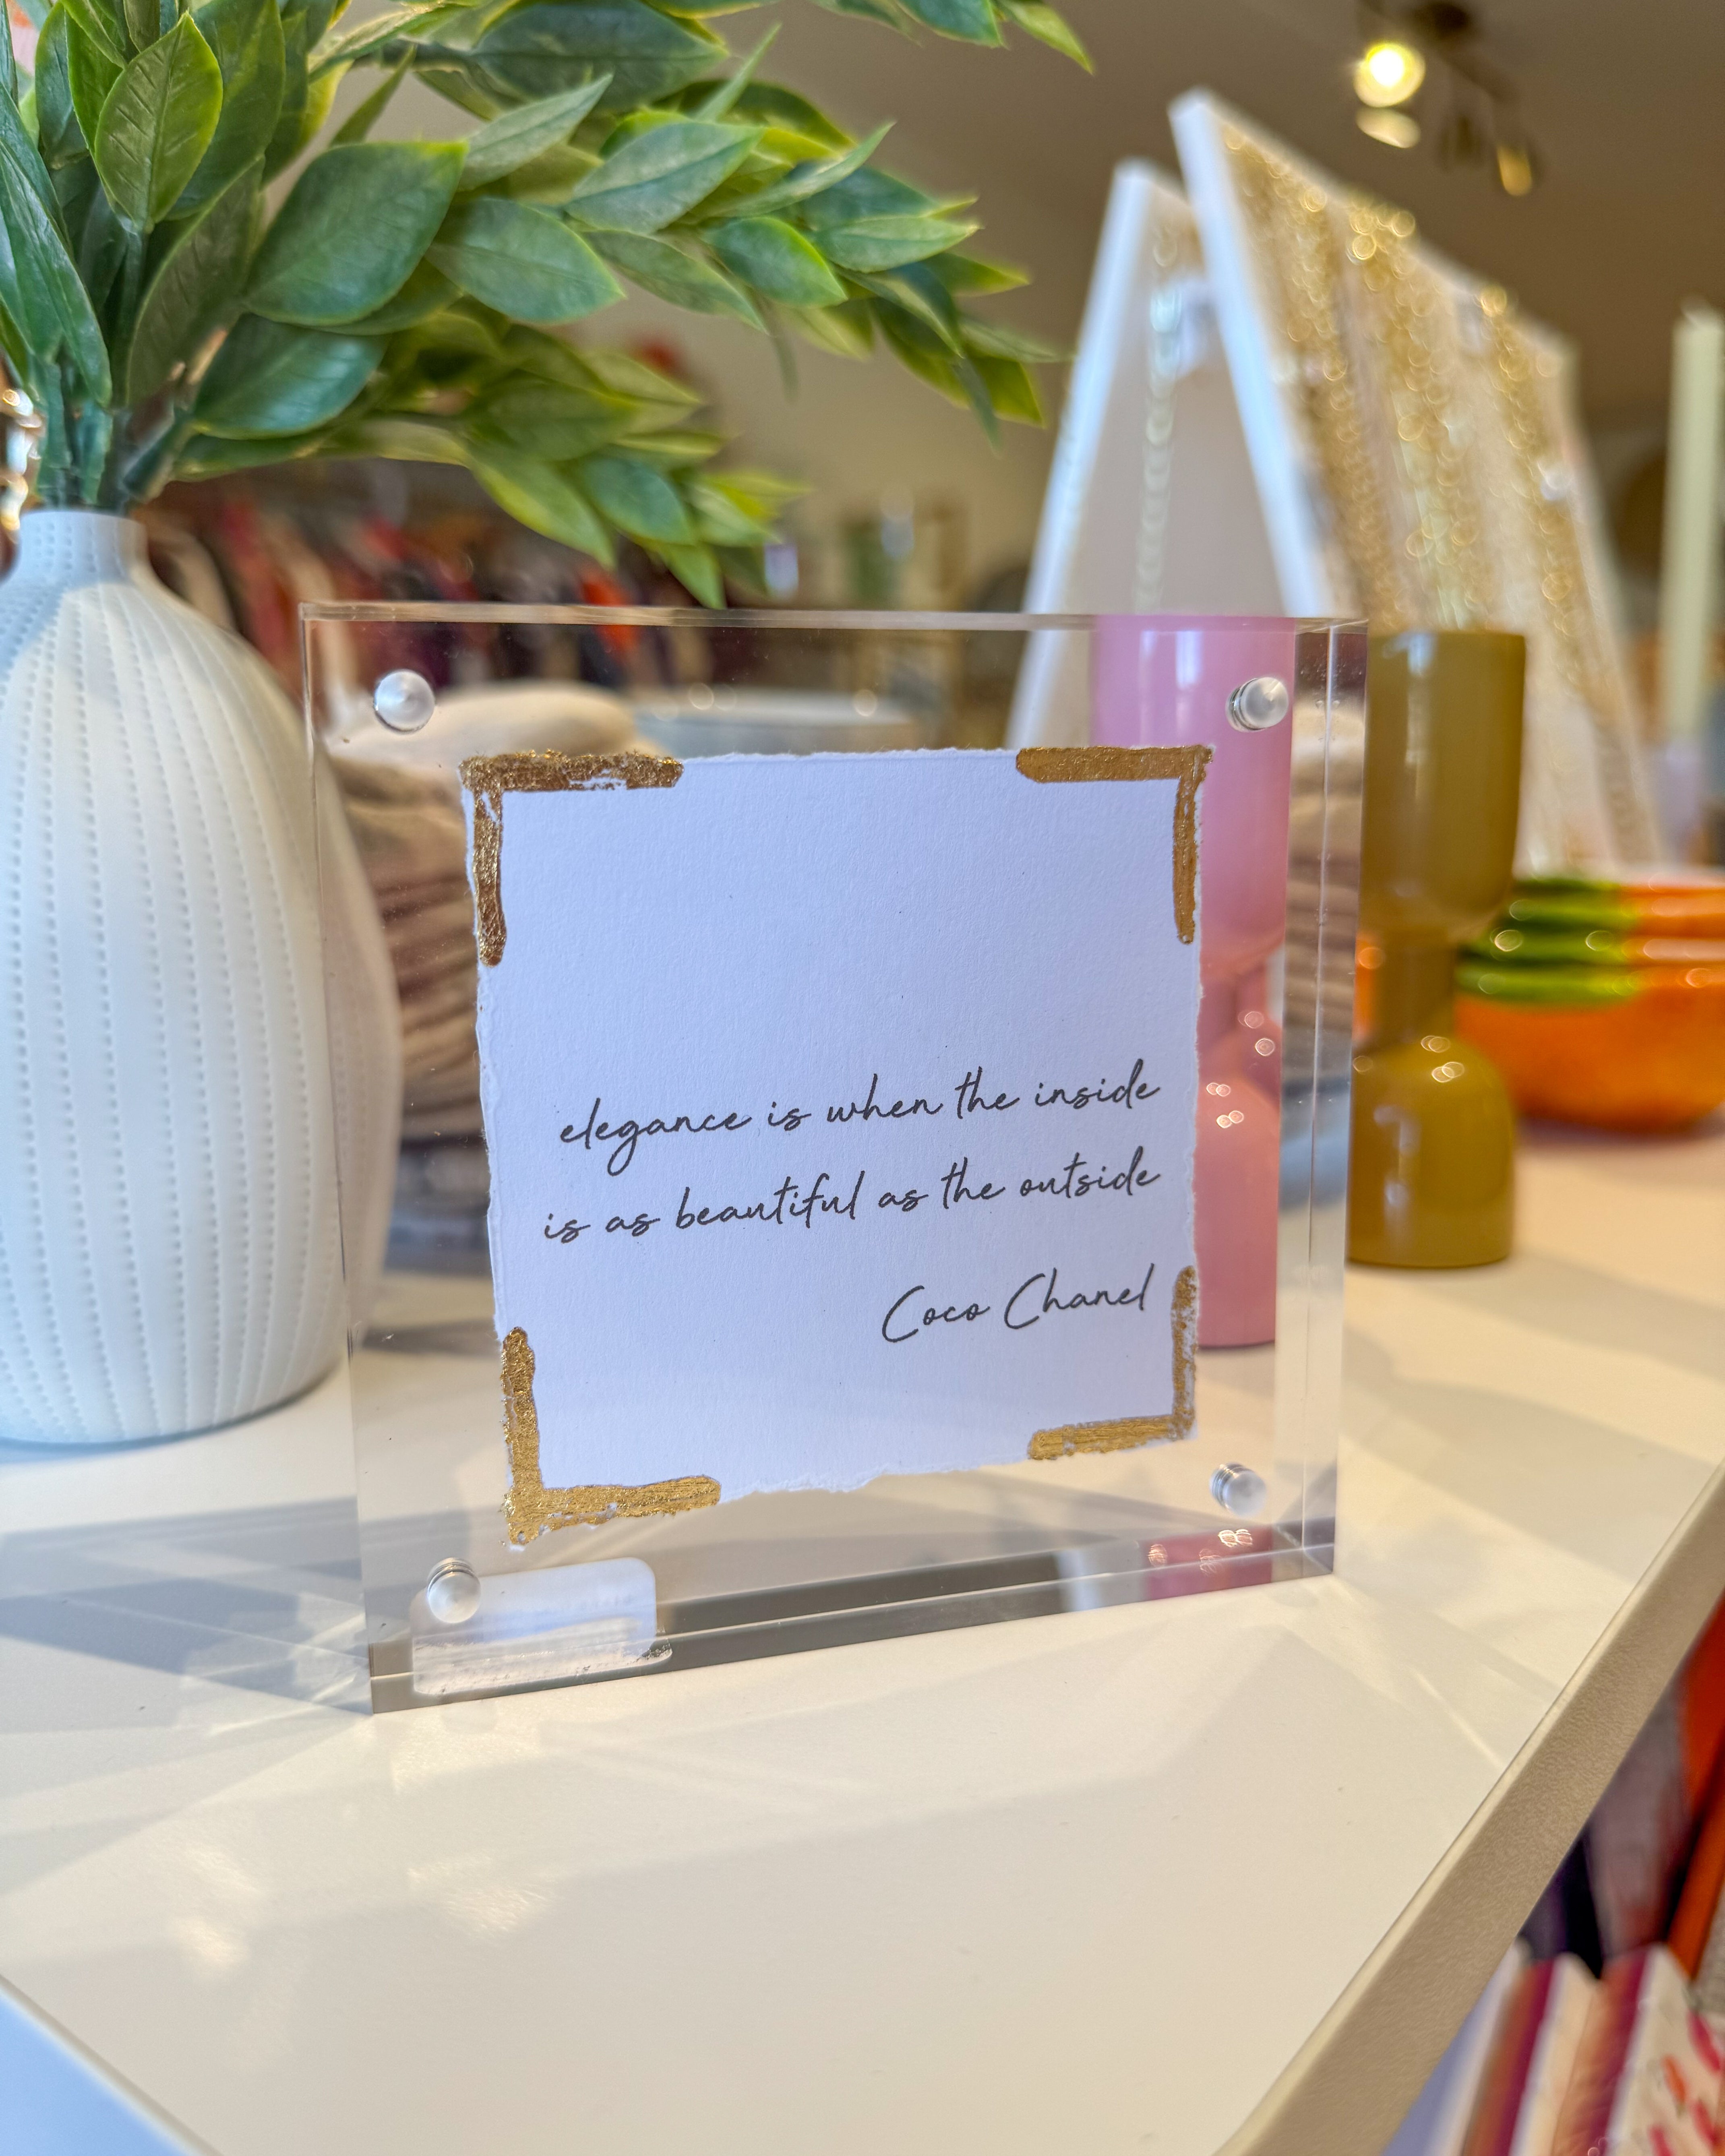 elegance is when the inside
is as beautiful as the outside
Coco Chanel